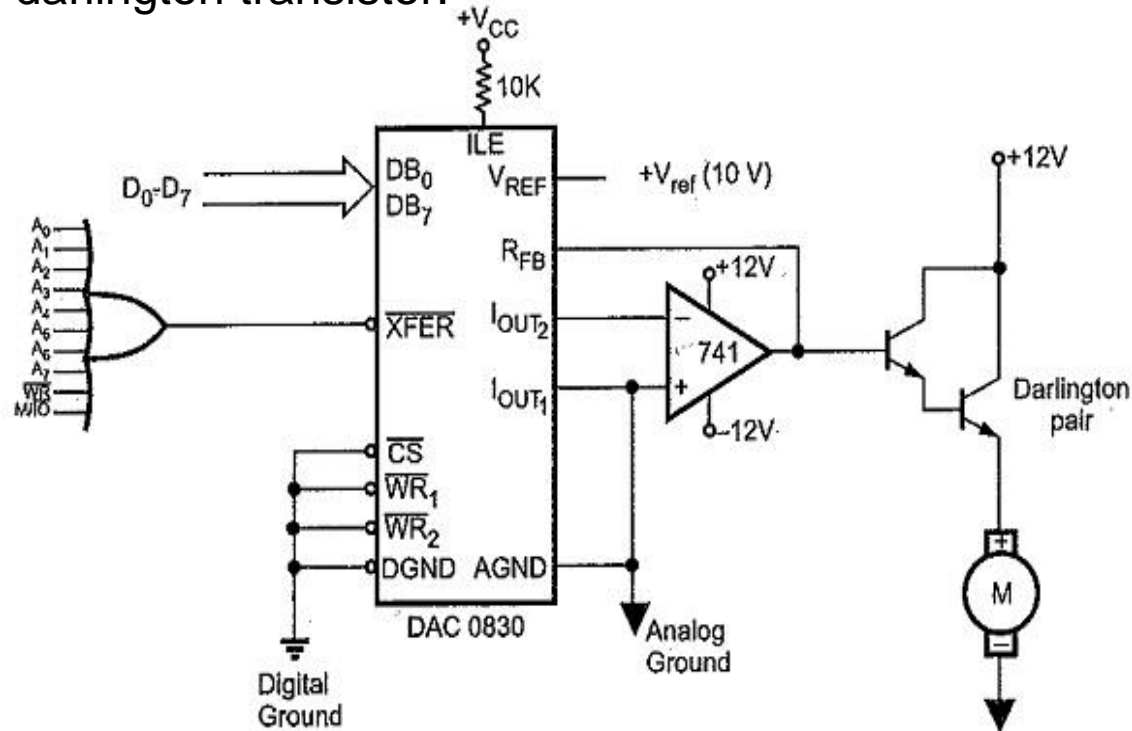 darlington transistor.
+VCC
10K
ILE
D0-D7
DB0
DB7
VREF
+Vref (10 V)
+12V
RFB
A0
A1
A2
A3
A4
A5
A6
A7
WR
M/IO
XFER
IOUT2
IOUT1
+12V
−
741
+
−12V
Darlington
pair
CS
WR1
WR2
DGND
AGND
DAC 0830
Digital
Ground
Analog
Ground
+
M
−